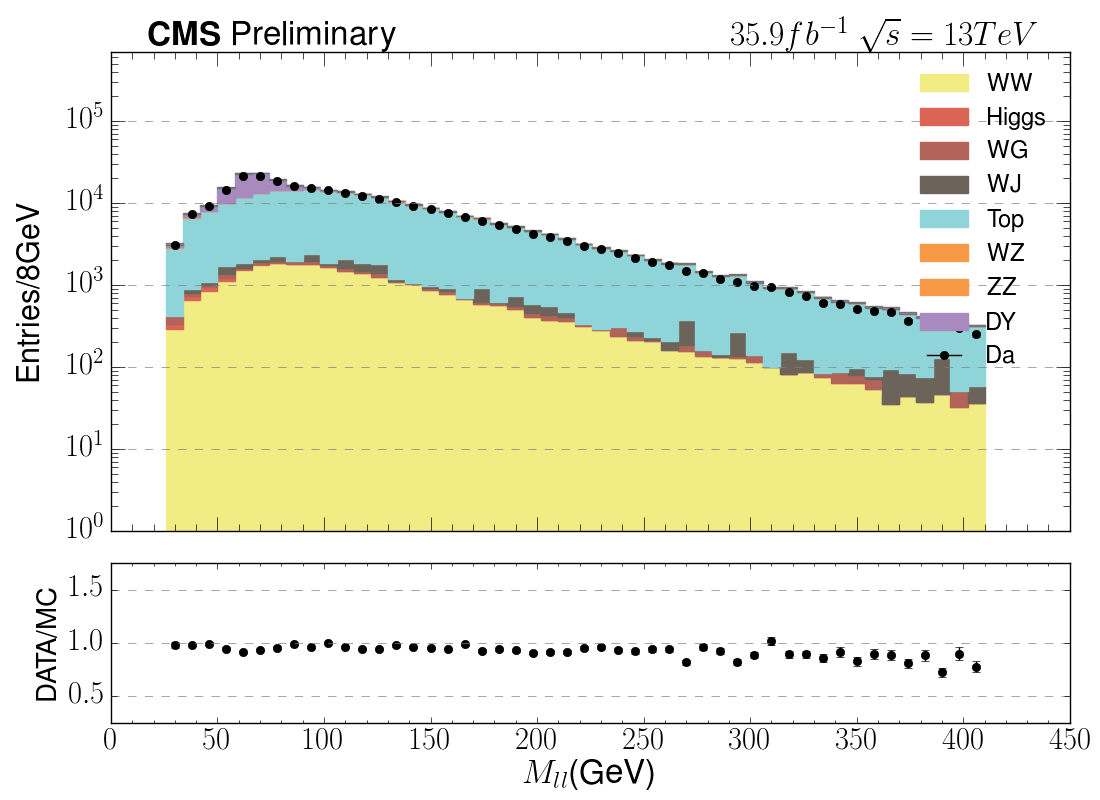 CMS Preliminary 35.9fb⁻¹ √s = 13TeV
Entries/8GeV
10⁵
10⁴
10³
10²
10¹
10⁰
WW
Higgs
WG
WJ
Top
WZ
ZZ
DY
Da
DATA/MC
1.5
1.0
0.5
0 50 100 150 200 250 300 350 400 450
M_ll(GeV)